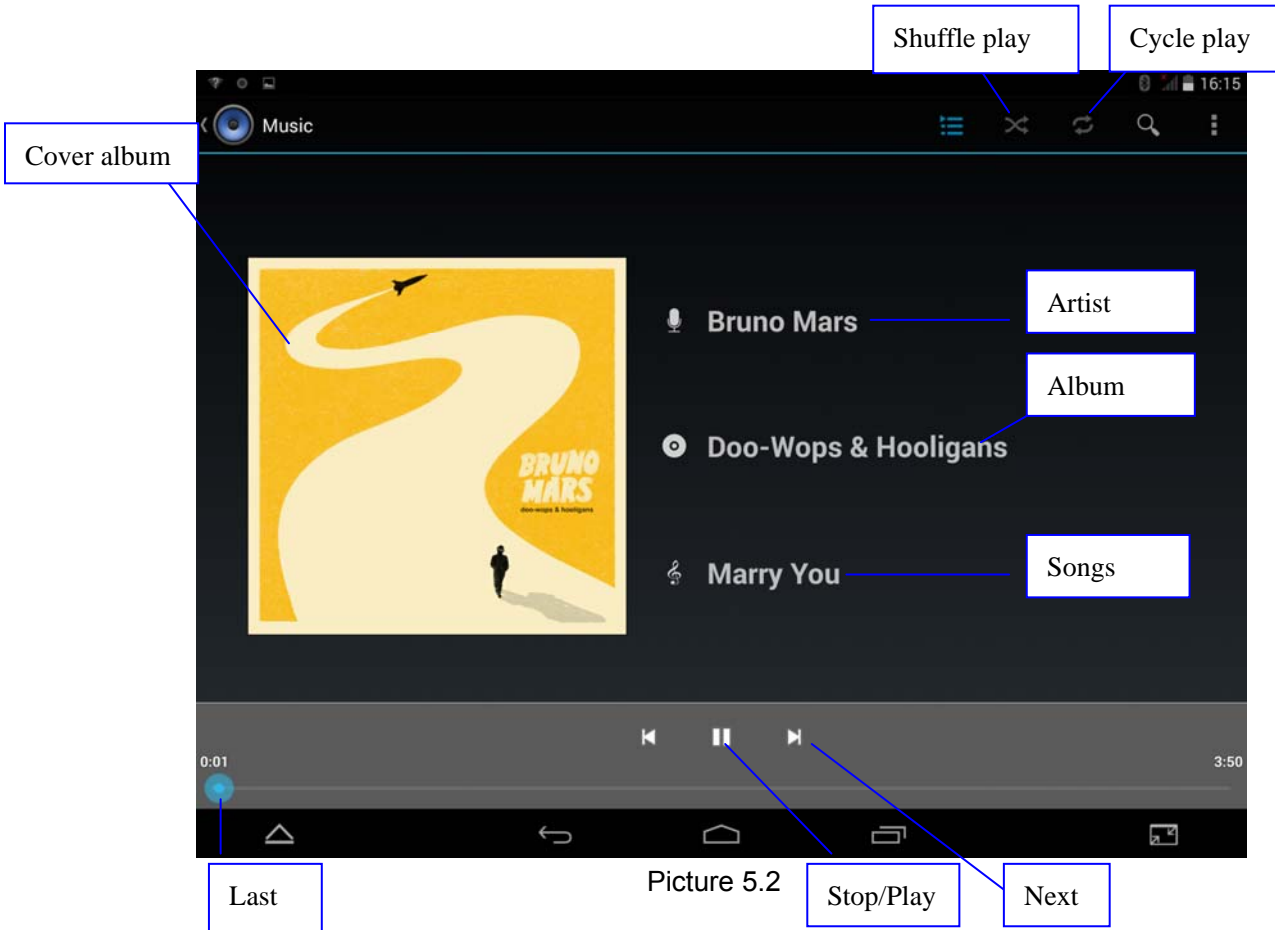 Shuffle play
Cycle play
16:15
Music
Cover album
Bruno Mars
Artist
Album
Doo-Wops & Hooligans
BRUNO
MARS
doo-wops & hooligans
Marry You
Songs
0:01
3:50
Last
Picture 5.2
Stop/Play
Next